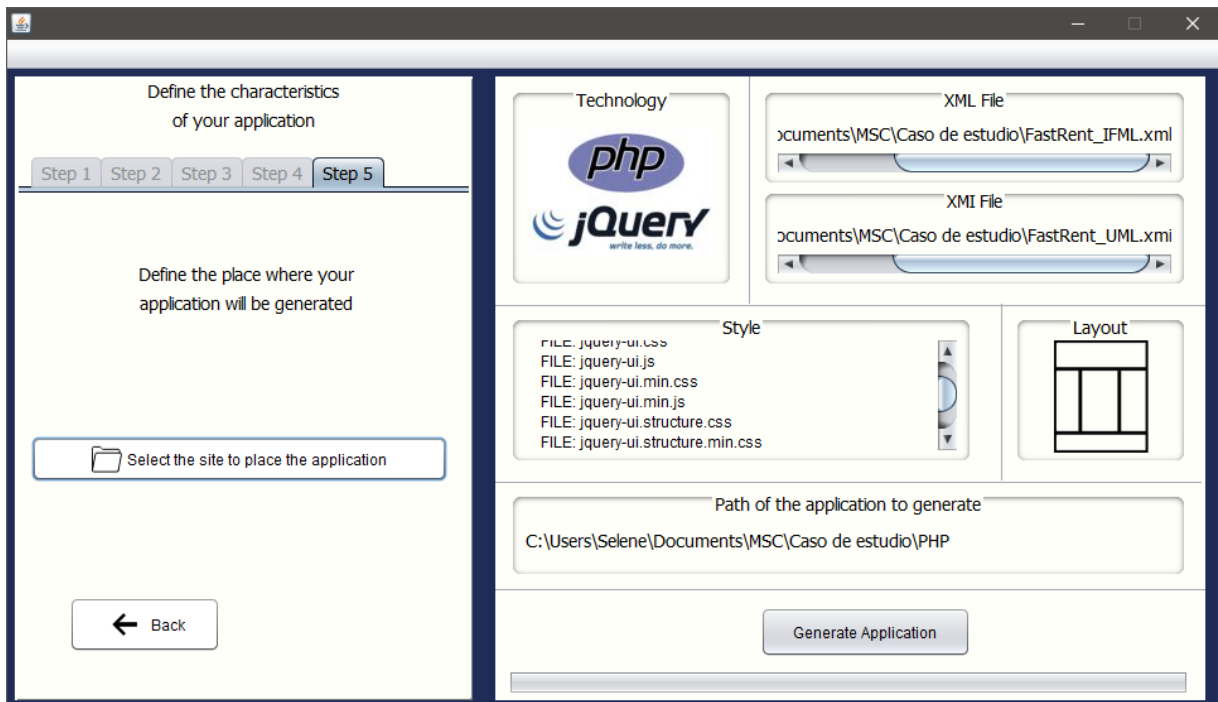 Define the characteristics
of your application
Step 1
Step 2
Step 3
Step 4
Step 5
Define the place where your
application will be generated
Select the site to place the application
Back
Technology
php
jQuery
write less, do more.
XML File
ocuments\MSC\Caso de estudio\FastRent_IFML.xml
XMI File
ocuments\MSC\Caso de estudio\FastRent_UML.xmi
Style
FILE: jquery-ui.css
FILE: jquery-ui.js
FILE: jquery-ui.min.css
FILE: jquery-ui.min.js
FILE: jquery-ui.structure.css
FILE: jquery-ui.structure.min.css
Layout
Path of the application to generate
C:\Users\Selene\Documents\MSC\Caso de estudio\PHP
Generate Application